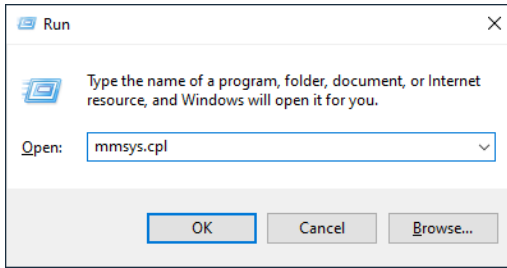 Run
Type the name of a program, folder, document, or Internet
resource, and Windows will open it for you.
Open: mmsys.cpl
OK Cancel Browse...